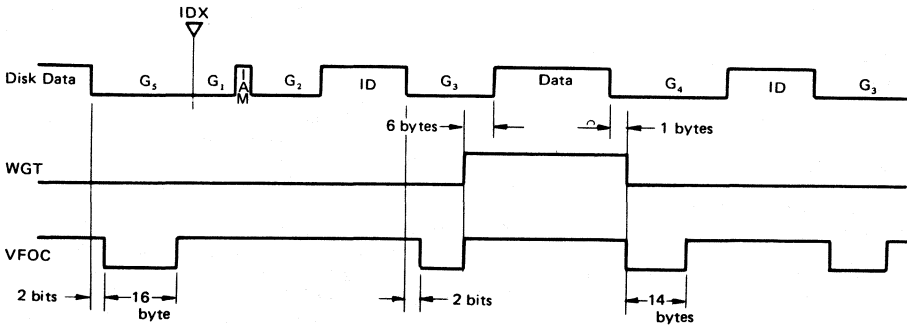 IDX
Disk Data
G₅
G₁
IAM
G₂
ID
G₃
Data
G₄
ID
G₃
6 bytes
1 bytes
WGT
VFOC
2 bits
16
byte
2 bits
14
bytes